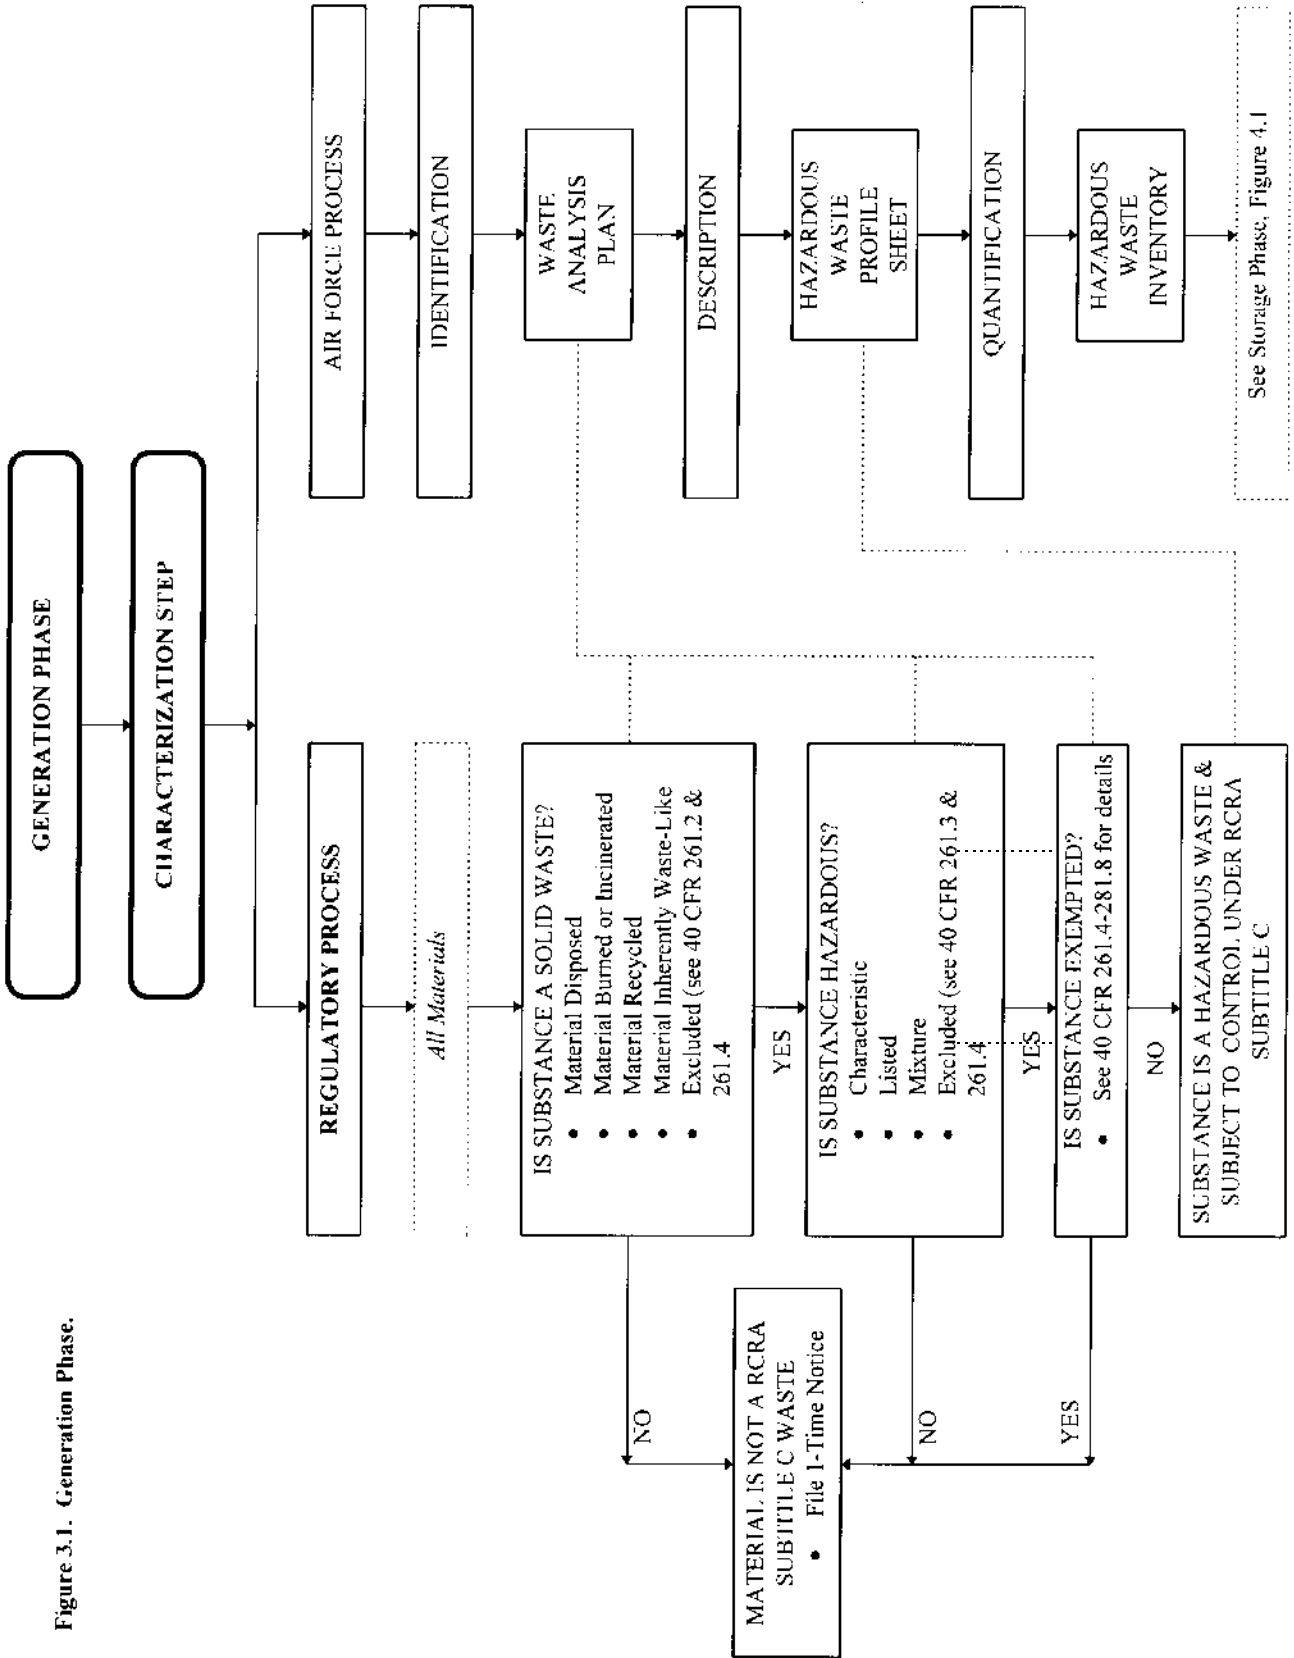 Figure 3.1. Generation Phase.
GENERATION PHASE
CHARACTERIZATION STEP
REGULATORY PROCESS
All Materials
IS SUBSTANCE A SOLID WASTE?
• Material Disposed
• Material Burned or Incinerated
• Material Recycled
• Material Inherently Waste-Like
• Excluded (see 40 CFR 261.2 &
261.4
NO
YES
IS SUBSTANCE HAZARDOUS?
• Characteristic
• Listed
• Mixture
• Excluded (see 40 CFR 261.3 &
261.4
NO
YES
IS SUBSTANCE EXEMPTED?
• See 40 CFR 261.4-281.8 for details
YES
NO
SUBSTANCE IS A HAZARDOUS WASTE &
SUBJECT TO CONTROL UNDER RCRA
SUBTITLE C
MATERIAL IS NOT A RCRA
SUBTITLE C WASTE
• File 1-Time Notice
AIR FORCE PROCESS
IDENTIFICATION
WASTE
ANALYSIS
PLAN
DESCRIPTION
HAZARDOUS
WASTE
PROFILE
SHEET
QUANTIFICATION
HAZARDOUS
WASTE
INVENTORY
See Storage Phase, Figure 4.1